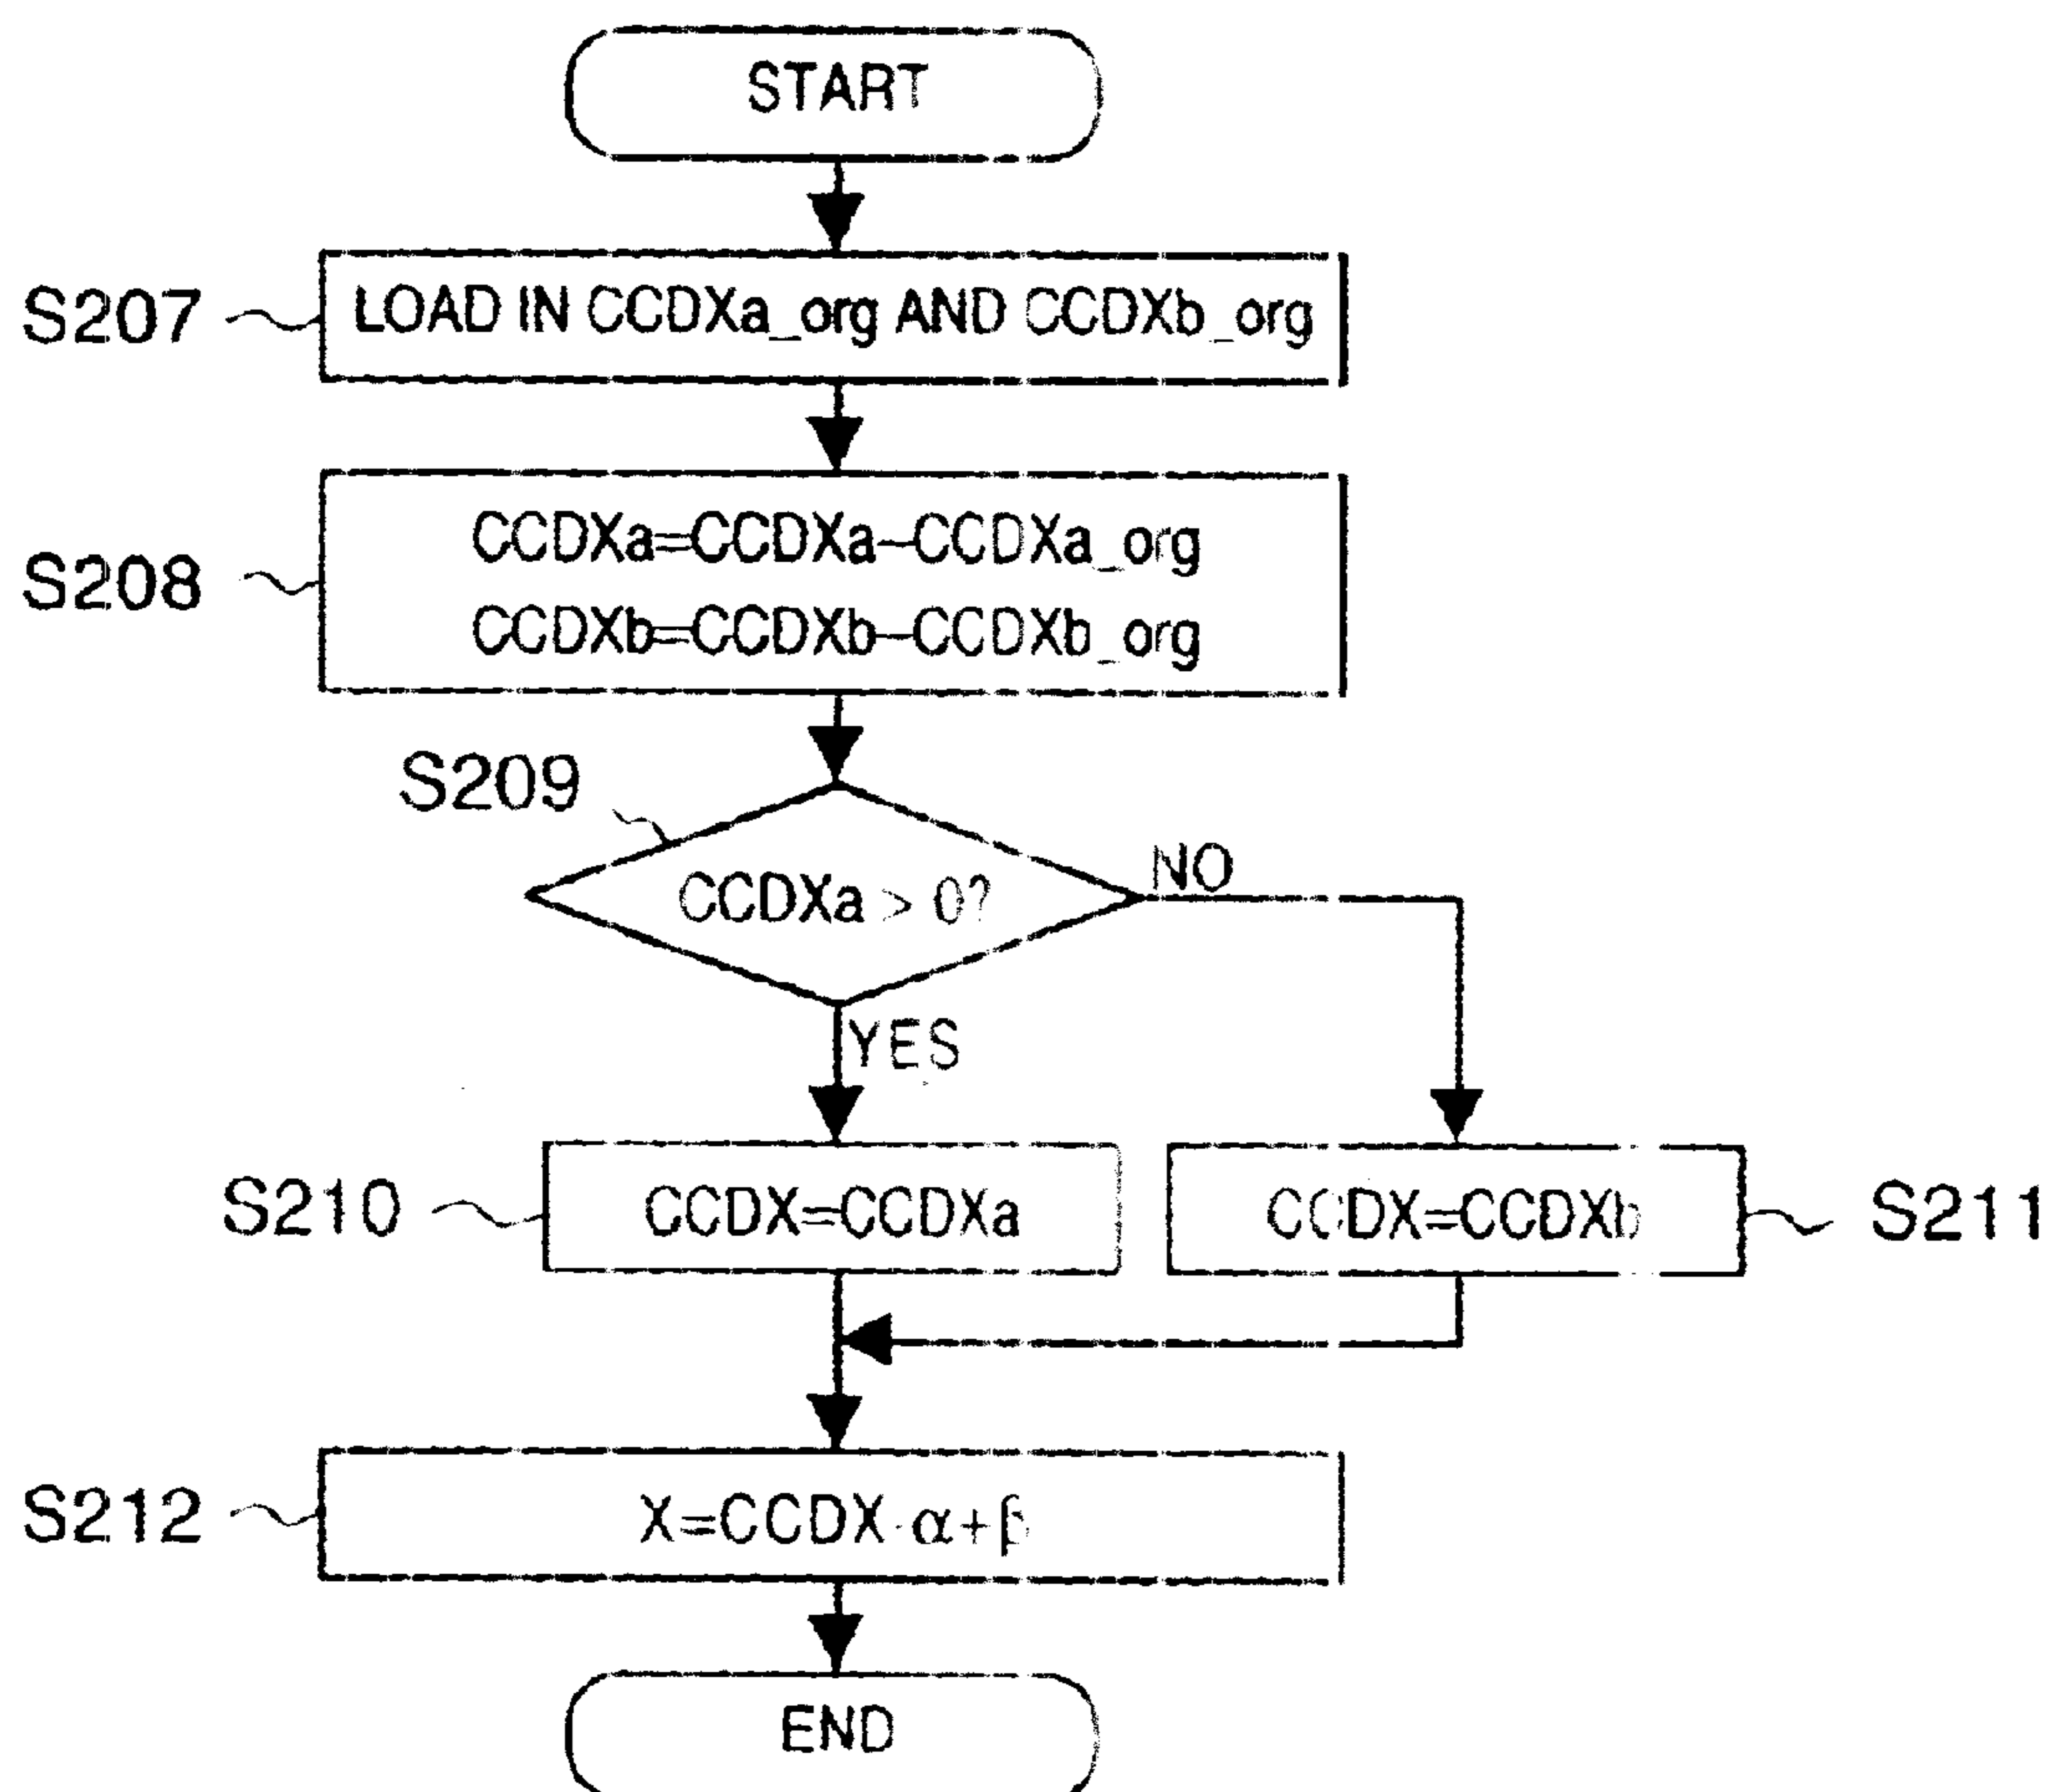 START
S207
LOAD IN CCDXa_org AND CCDXb_org
S208
CCDXa=CCDXa–CCDXa_org
CCDXb=CCDXb–CCDXb_org
S209
CCDXa > 0?
NO
YES
S210
CCDX=CCDXa
CCDX=CCDXb
S211
S212
X=CCDX·α+β
END